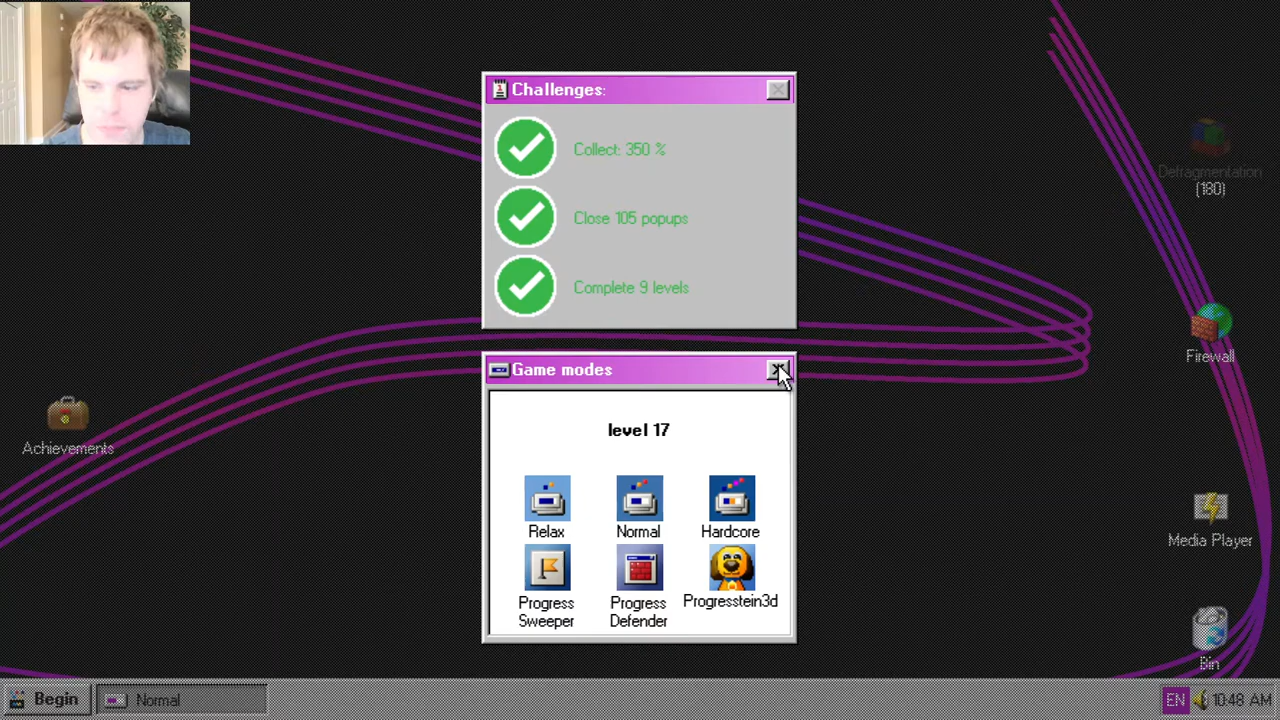 Challenges:
Collect: 350 %
Close 105 popups
Complete 9 levels
Defragmentation
(180)
Firewall
Game modes
level 17
Relax
Normal
Hardcore
Progress
Sweeper
Progress
Defender
Progresstein3d
Achievements
Media Player
Bin
Begin
Normal
EN
10:48 AM